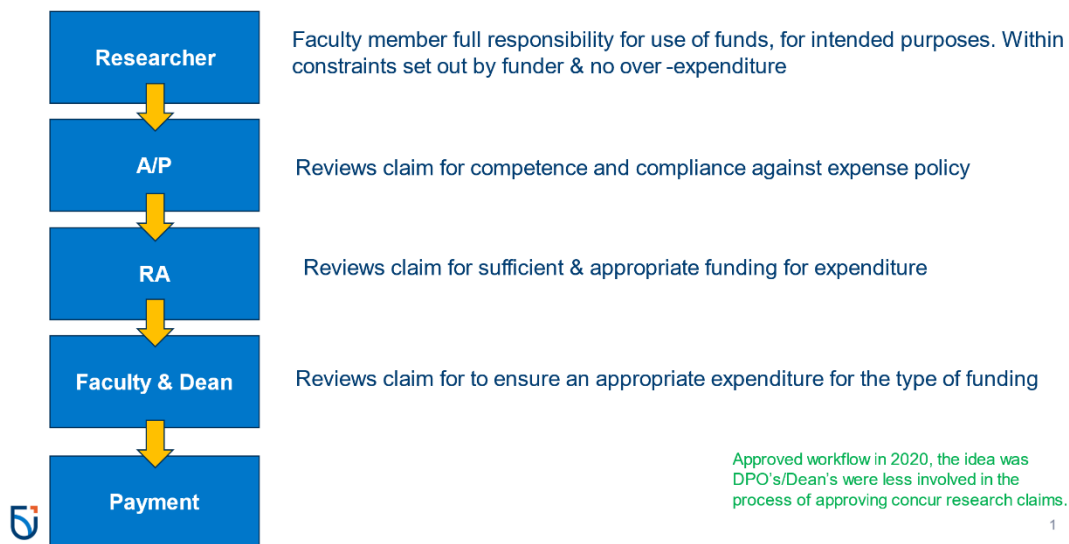 Researcher
Faculty member full responsibility for use of funds, for intended purposes. Within
constraints set out by funder & no over -expenditure
A/P
Reviews claim for competence and compliance against expense policy
RA
Reviews claim for sufficient & appropriate funding for expenditure
Faculty & Dean
Reviews claim for to ensure an appropriate expenditure for the type of funding
Payment
Approved workflow in 2020, the idea was
DPO's/Dean's were less involved in the
process of approving concur research claims.
1